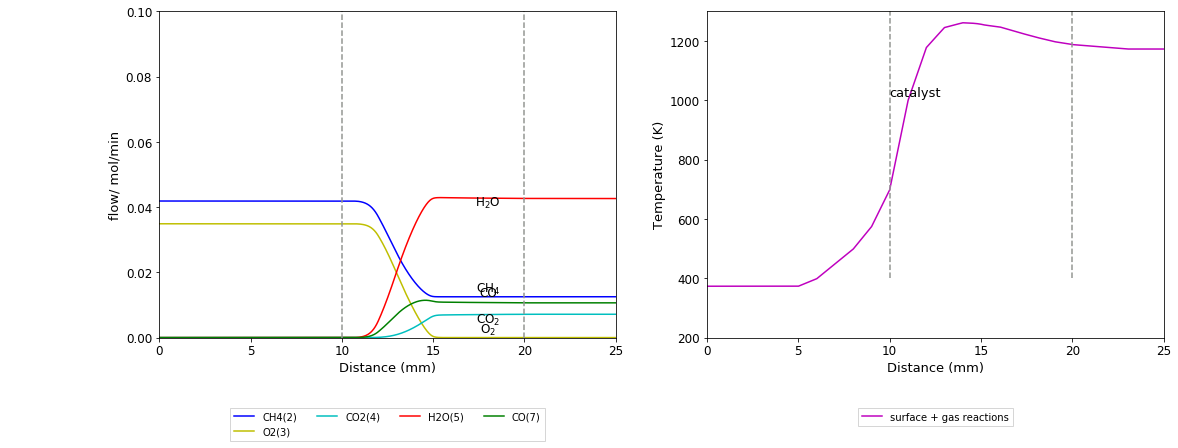 0.10
0.08
0.06
0.04
0.02
0.00
flow/ mol/min
H₂O
CH₄
CO
CO₂
O₂
0 5 10 15 20 25
Distance (mm)
CH4(2) CO2(4) H2O(5) CO(7)
O2(3)
1200
1000
800
600
400
200
Temperature (K)
catalyst
0 5 10 15 20 25
Distance (mm)
surface + gas reactions